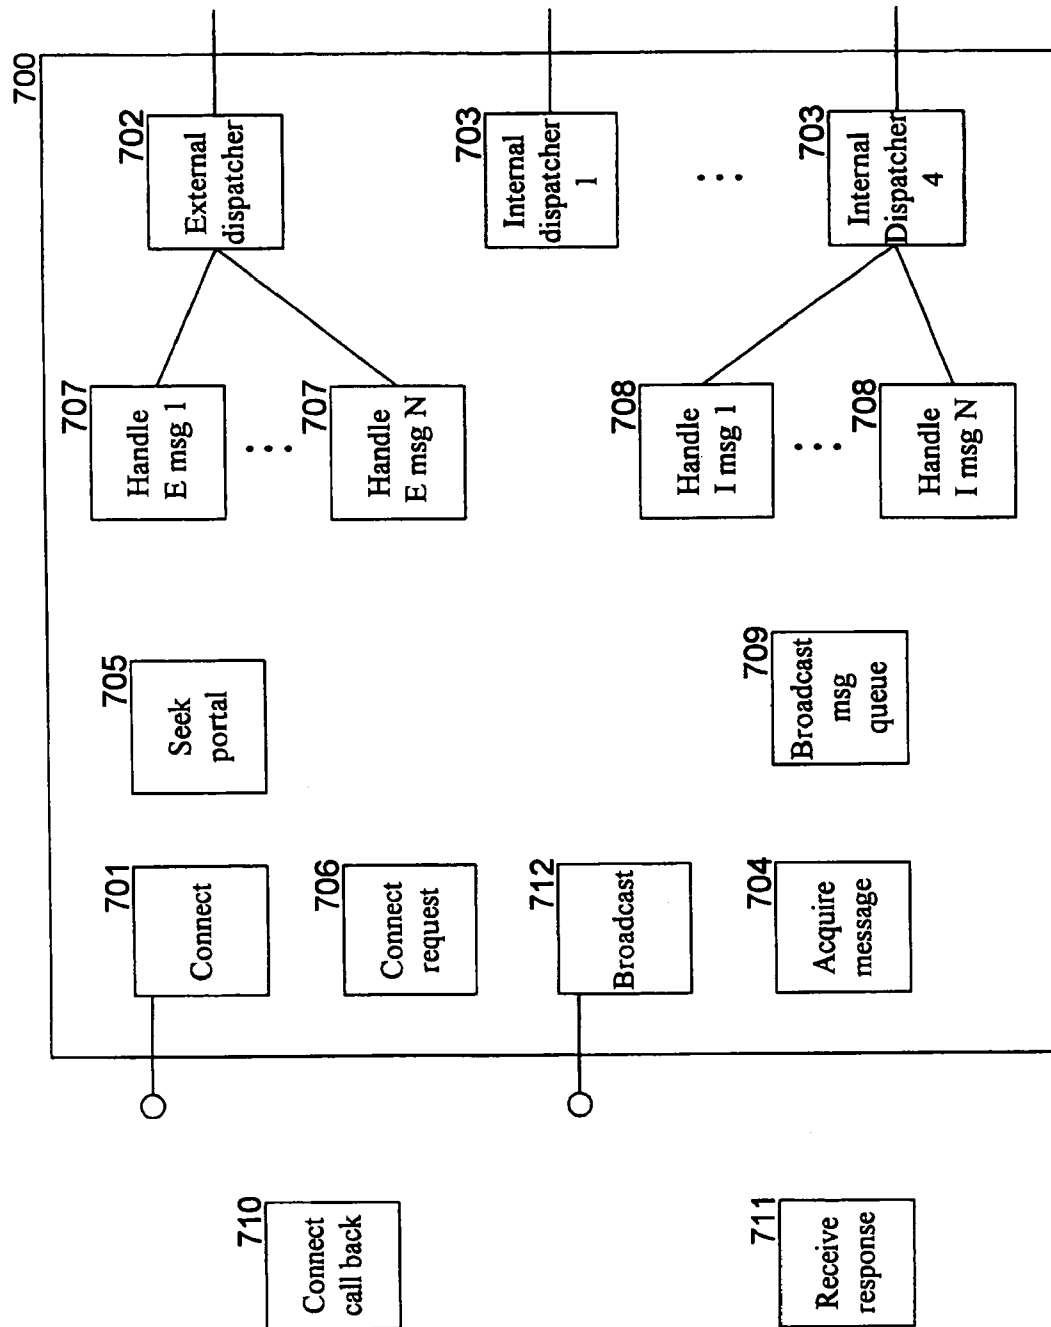 700
710
Connect
call back
701
Connect
705
Seek
portal
707
Handle
E msg 1
702
External
dispatcher
706
Connect
request
707
Handle
E msg N
712
Broadcast
703
Internal
dispatcher
1
708
Handle
I msg 1
711
Receive
response
704
Acquire
message
709
Broadcast
msg
queue
708
Handle
I msg N
703
Internal
Dispatcher
4